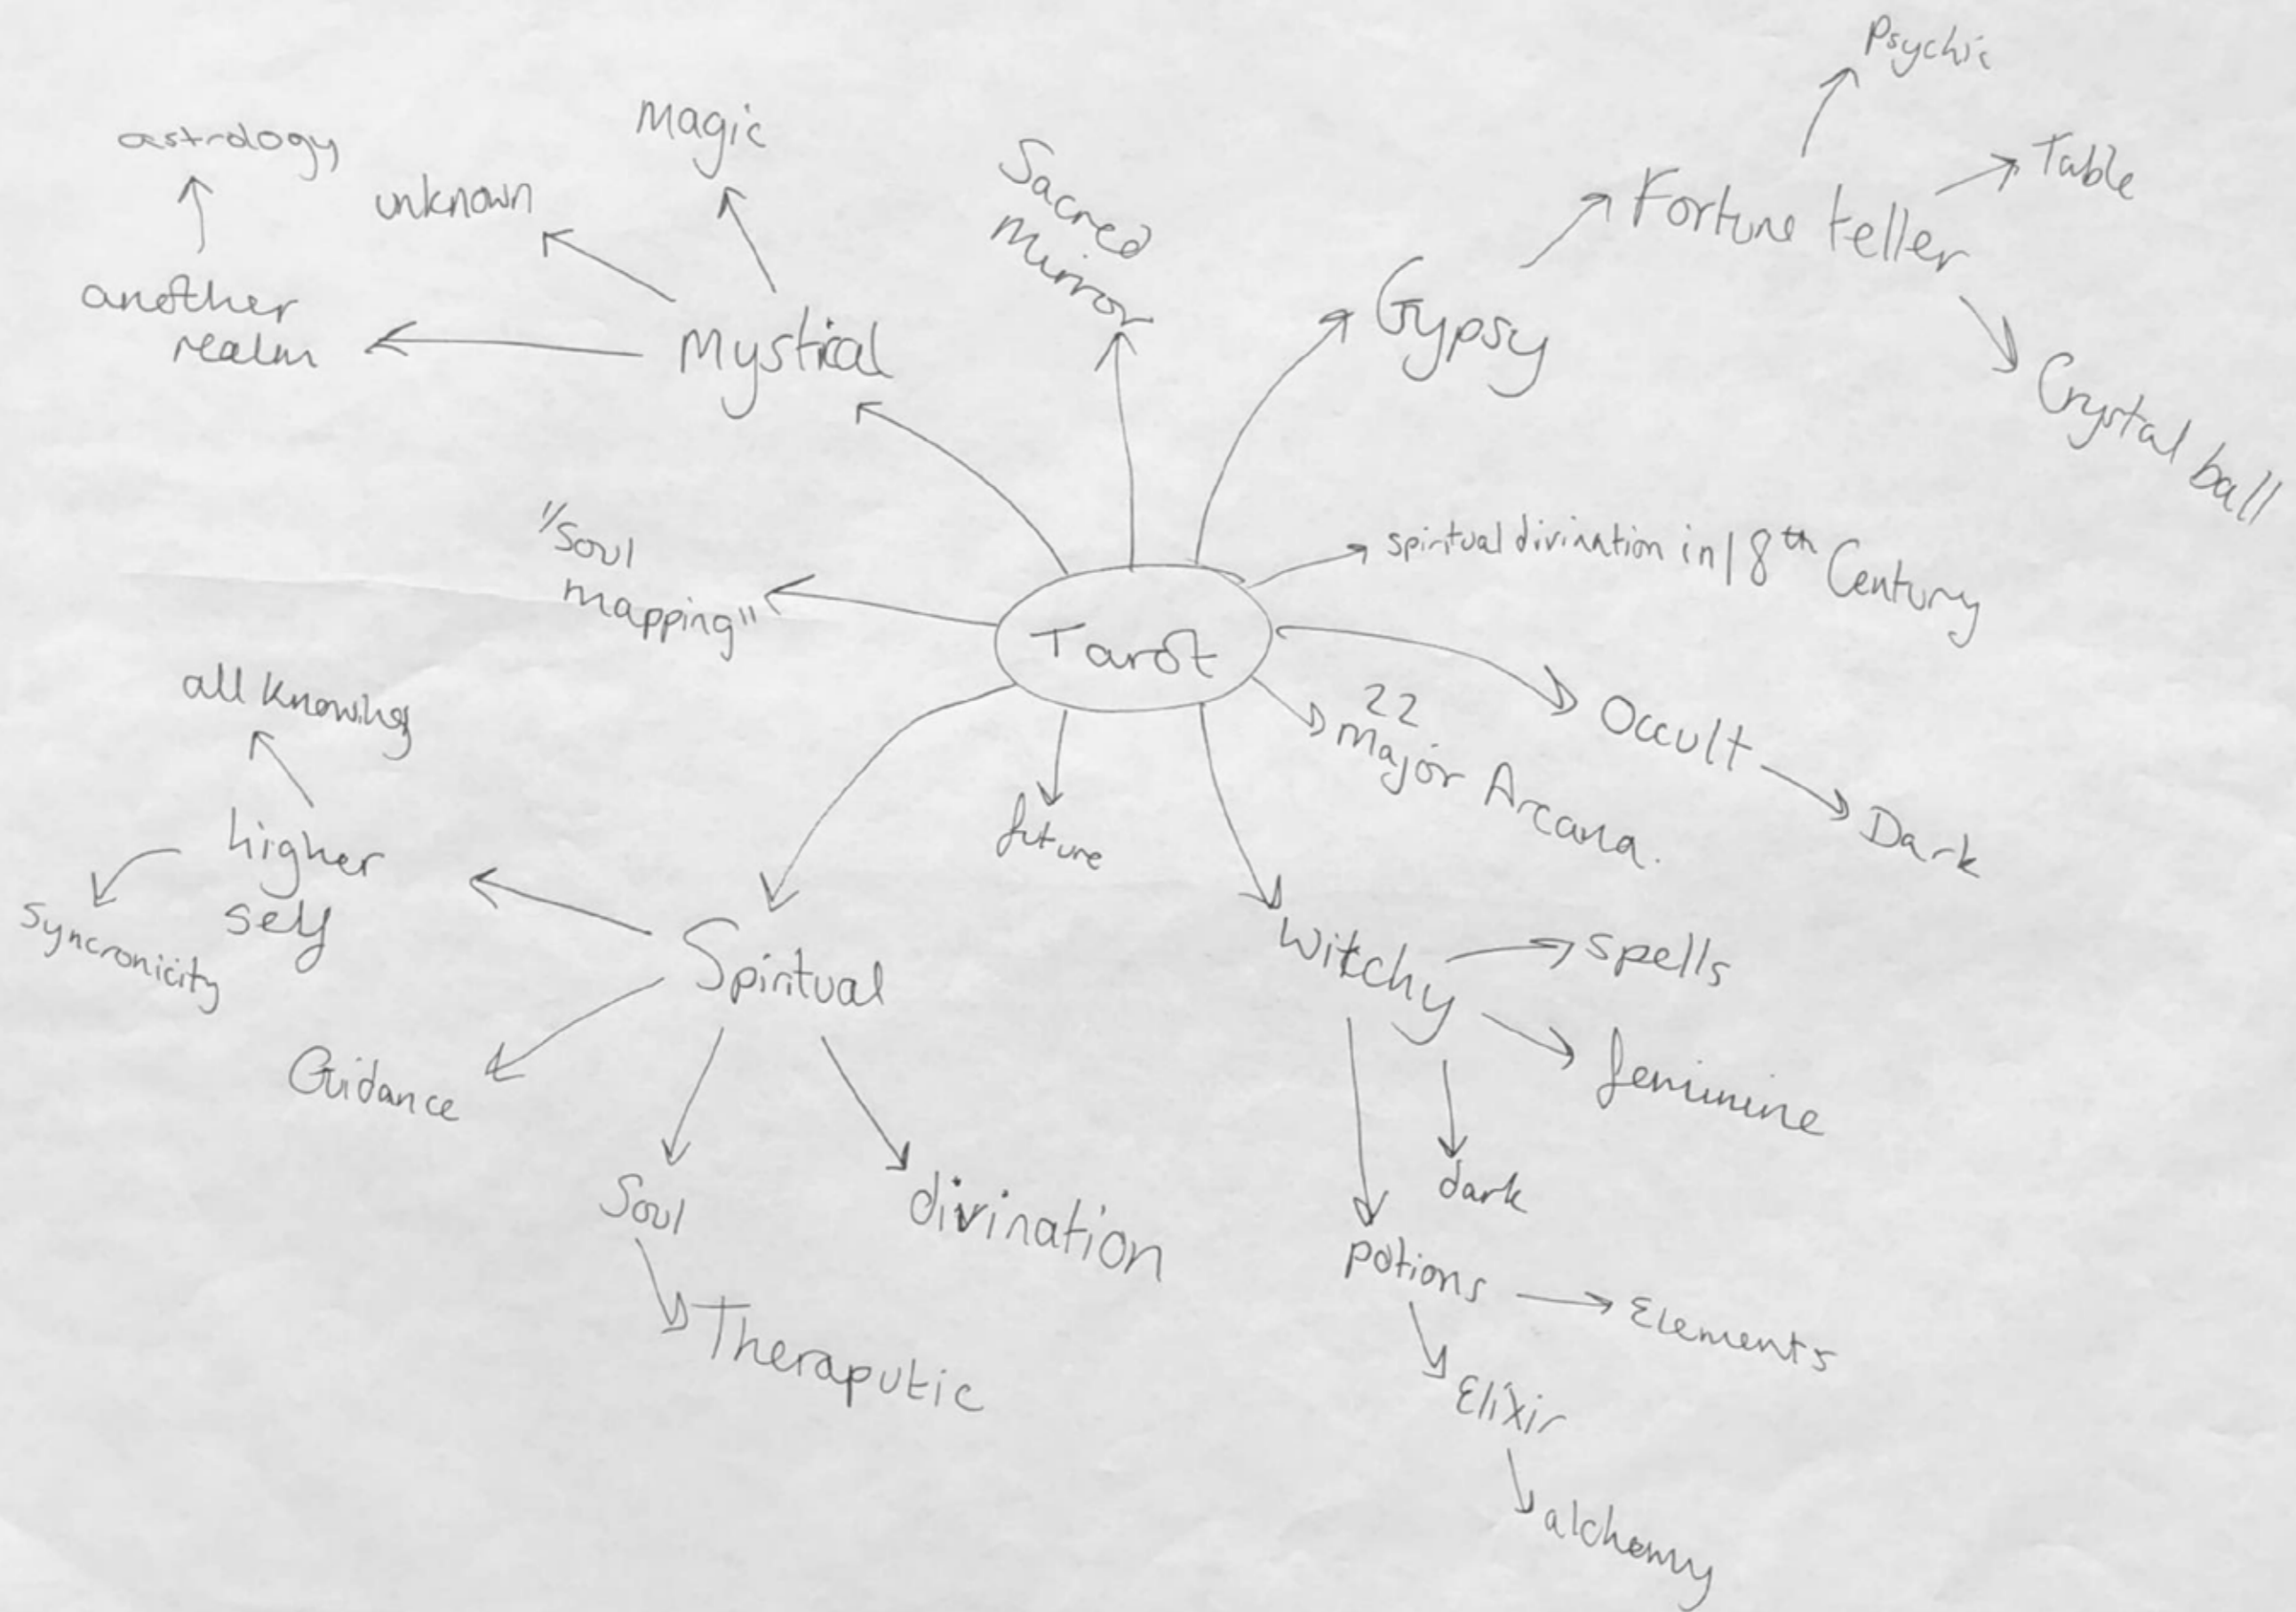 Psychic
Magic
astrology
Table
unknown
Sacred
Mirror
Fortune teller
another
realm
Mystical
Gypsy
Crystal ball
"Soul
mapping"
spiritual divination in 18th Century
Tarot
all knowing
22
Major Arcana.
Occult
Dark
future
higher
self
syncronicity
Spiritual
Witchy
spells
feminine
Guidance
Soul
divination
dark
potions
Elements
Theraputic
Elixir
alchemy